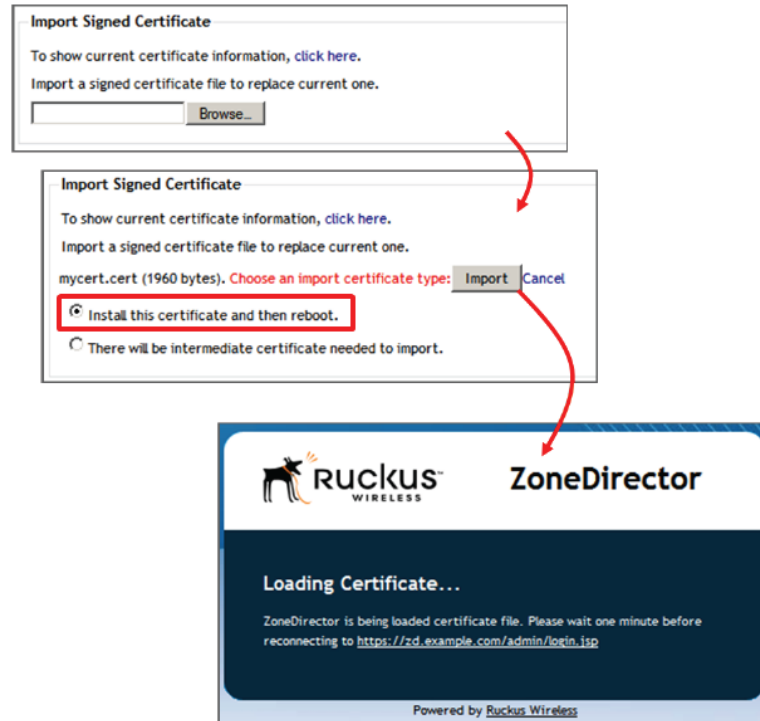 Import Signed Certificate
To show current certificate information, click here.
Import a signed certificate file to replace current one.
Browse...
Import Signed Certificate
To show current certificate information, click here.
Import a signed certificate file to replace current one.
mycert.cert (1960 bytes). Choose an import certificate type: Import Cancel
Install this certificate and then reboot.
There will be intermediate certificate needed to import.
RUCKUS ZoneDirector
WIRELESS
Loading Certificate...
ZoneDirector is being loaded certificate file. Please wait one minute before
reconnecting to https://zd.example.com/admin/login.jsp
Powered by Ruckus Wireless